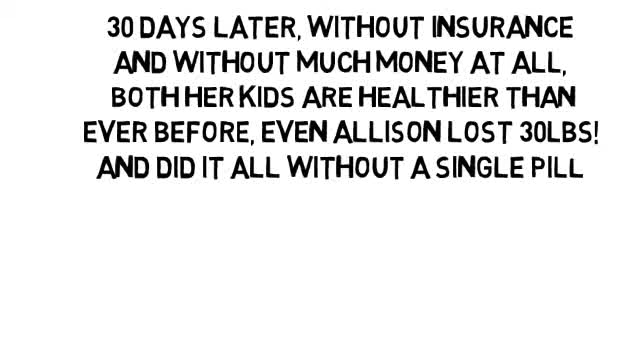 30 DAYS LATER, WITHOUT INSURANCE
AND WITHOUT MUCH MONEY AT ALL,
BOTH HER KIDS ARE HEALTHIER THAN
EVER BEFORE, EVEN ALLISON LOST 30LBS!
AND DID IT ALL WITHOUT A SINGLE PILL